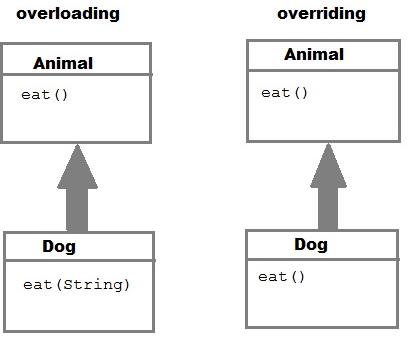 overloading
Animal
eat()
Dog
eat(String)
overriding
Animal
eat()
Dog
eat()